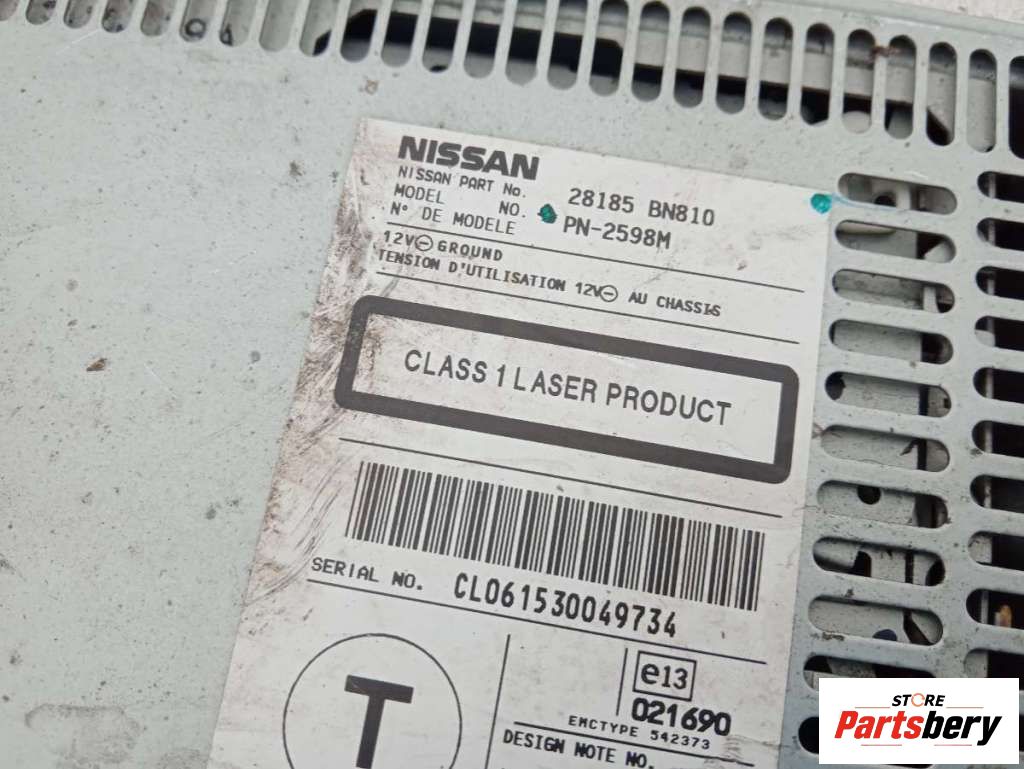 NISSAN
NISSAN PART No. 28185 BN810
MODEL NO. PN-2598M
N° DE MODELE
12V⊖GROUND
TENSION D'UTILISATION 12V⊖ AU CHASSIS
CLASS 1 LASER PRODUCT
SERIAL NO. CL061530049734
T
e13
021690
EMCTYPE 542373
DESIGN NOTE NO.
STORE
Partsbery